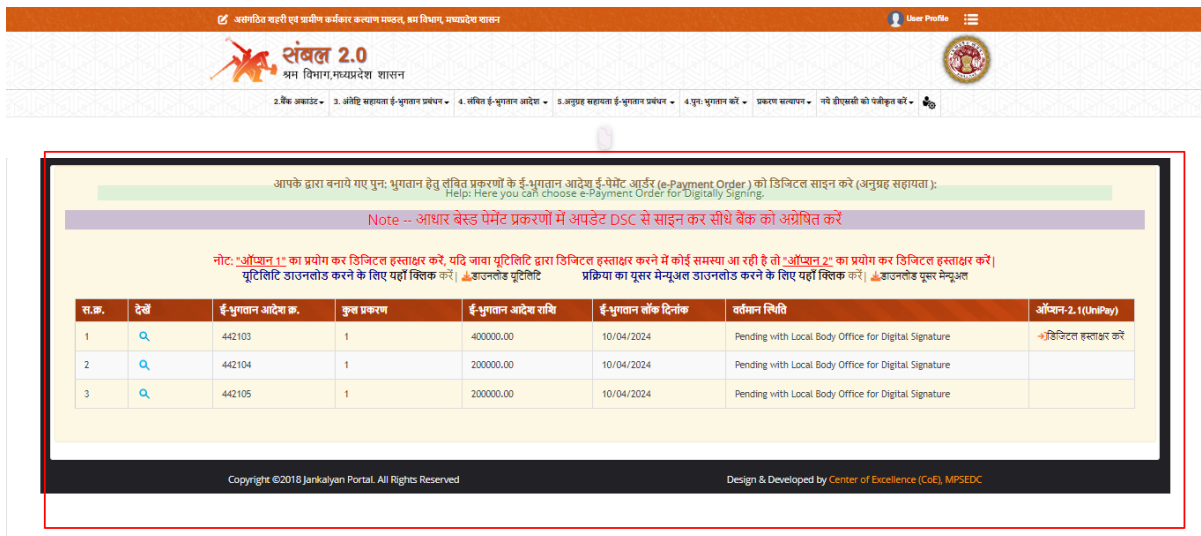 असंगठित शहरी एवं ग्रामीण कर्मकार कल्याण मण्डल, श्रम विभाग, मध्यप्रदेश शासन
User Profile
संबल 2.0
श्रम विभाग,मध्यप्रदेश शासन
2.बैंक अकाउंट 3. अंत्येष्टि सहायता ई-भुगतान प्रबंधन 4. लंबित ई-भुगतान आदेश 5.अनुग्रह सहायता ई-भुगतान प्रबंधन 4.पुन: भुगतान करें प्रकरण सत्यापन नये डीएससी को पंजीकृत करें
आपके द्वारा बनाये गए पुन: भुगतान हेतु लंबित प्रकरणों के ई-भुगतान आदेश ई-पेमेंट आर्डर (e-Payment Order ) को डिजिटल साइन करे (अनुग्रह सहायता ):
Help: Here you can choose e-Payment Order for Digitally Signing.
Note -- आधार बेस्ड पेमेंट प्रकरणों में अपडेट DSC से साइन कर सीधे बैंक को अग्रेषित करें
नोट: "ऑप्शन 1" का प्रयोग कर डिजिटल हस्ताक्षर करें, यदि जावा यूटिलिटि द्वारा डिजिटल हस्ताक्षर करने में कोई समस्या आ रही है तो "ऑप्शन 2" का प्रयोग कर डिजिटल हस्ताक्षर करें|
यूटिलिटि डाउनलोड करने के लिए यहाँ क्लिक करें| डाउनलोड यूटिलिटि प्रक्रिया का यूसर मेन्यूअल डाउनलोड करने के लिए यहाँ क्लिक करें| डाउनलोड यूसर मेन्यूअल
स.क्र. देखें ई-भुगतान आदेश क्र. कुल प्रकरण ई-भुगतान आदेश राशि ई-भुगतान लॉक दिनांक वर्तमान स्थिति ऑप्शन-2.1(UniPay)
1 442103 1 400000.00 10/04/2024 Pending with Local Body Office for Digital Signature डिजिटल हस्ताक्षर करें
2 442104 1 200000.00 10/04/2024 Pending with Local Body Office for Digital Signature
3 442105 1 200000.00 10/04/2024 Pending with Local Body Office for Digital Signature
Copyright ©2018 Jankalyan Portal. All Rights Reserved Design & Developed by Center of Excellence (CoE), MPSEDC